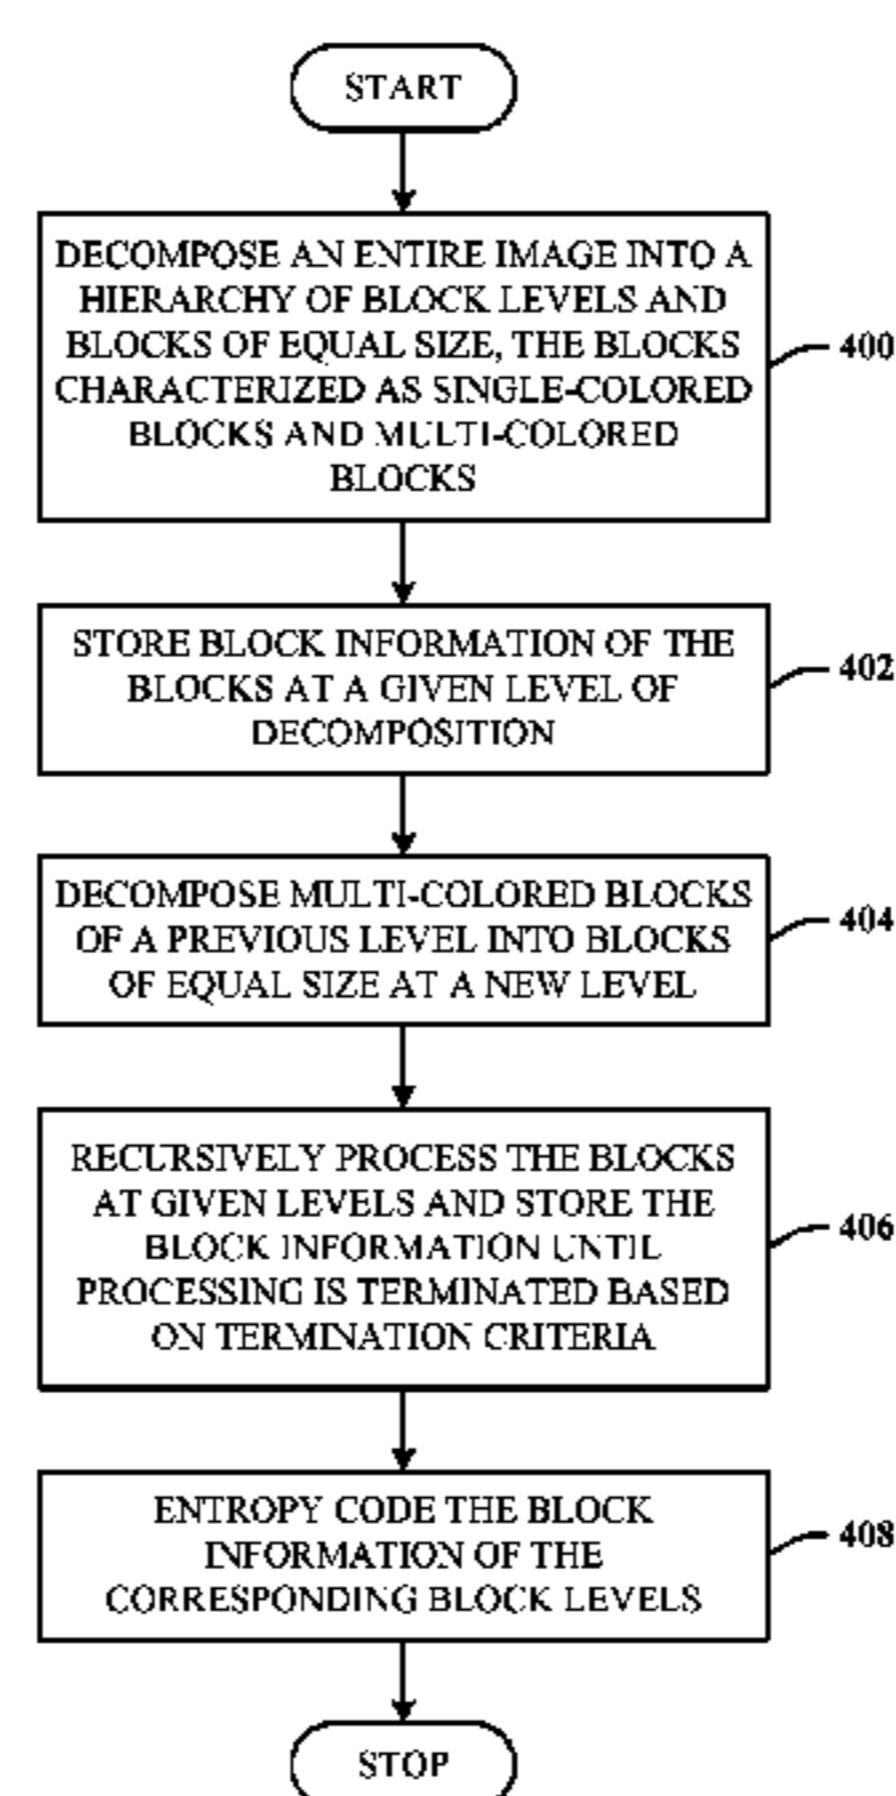 START
DECOMPOSE AN ENTIRE IMAGE INTO A
HIERARCHY OF BLOCK LEVELS AND
BLOCKS OF EQUAL SIZE, THE BLOCKS
CHARACTERIZED AS SINGLE-COLORED
BLOCKS AND MULTI-COLORED
BLOCKS
400
STORE BLOCK INFORMATION OF THE
BLOCKS AT A GIVEN LEVEL OF
DECOMPOSITION
402
DECOMPOSE MULTI-COLORED BLOCKS
OF A PREVIOUS LEVEL INTO BLOCKS
OF EQUAL SIZE AT A NEW LEVEL
404
RECURSIVELY PROCESS THE BLOCKS
AT GIVEN LEVELS AND STORE THE
BLOCK INFORMATION UNTIL
PROCESSING IS TERMINATED BASED
ON TERMINATION CRITERIA
406
ENTROPY CODE THE BLOCK
INFORMATION OF THE
CORRESPONDING BLOCK LEVELS
408
STOP